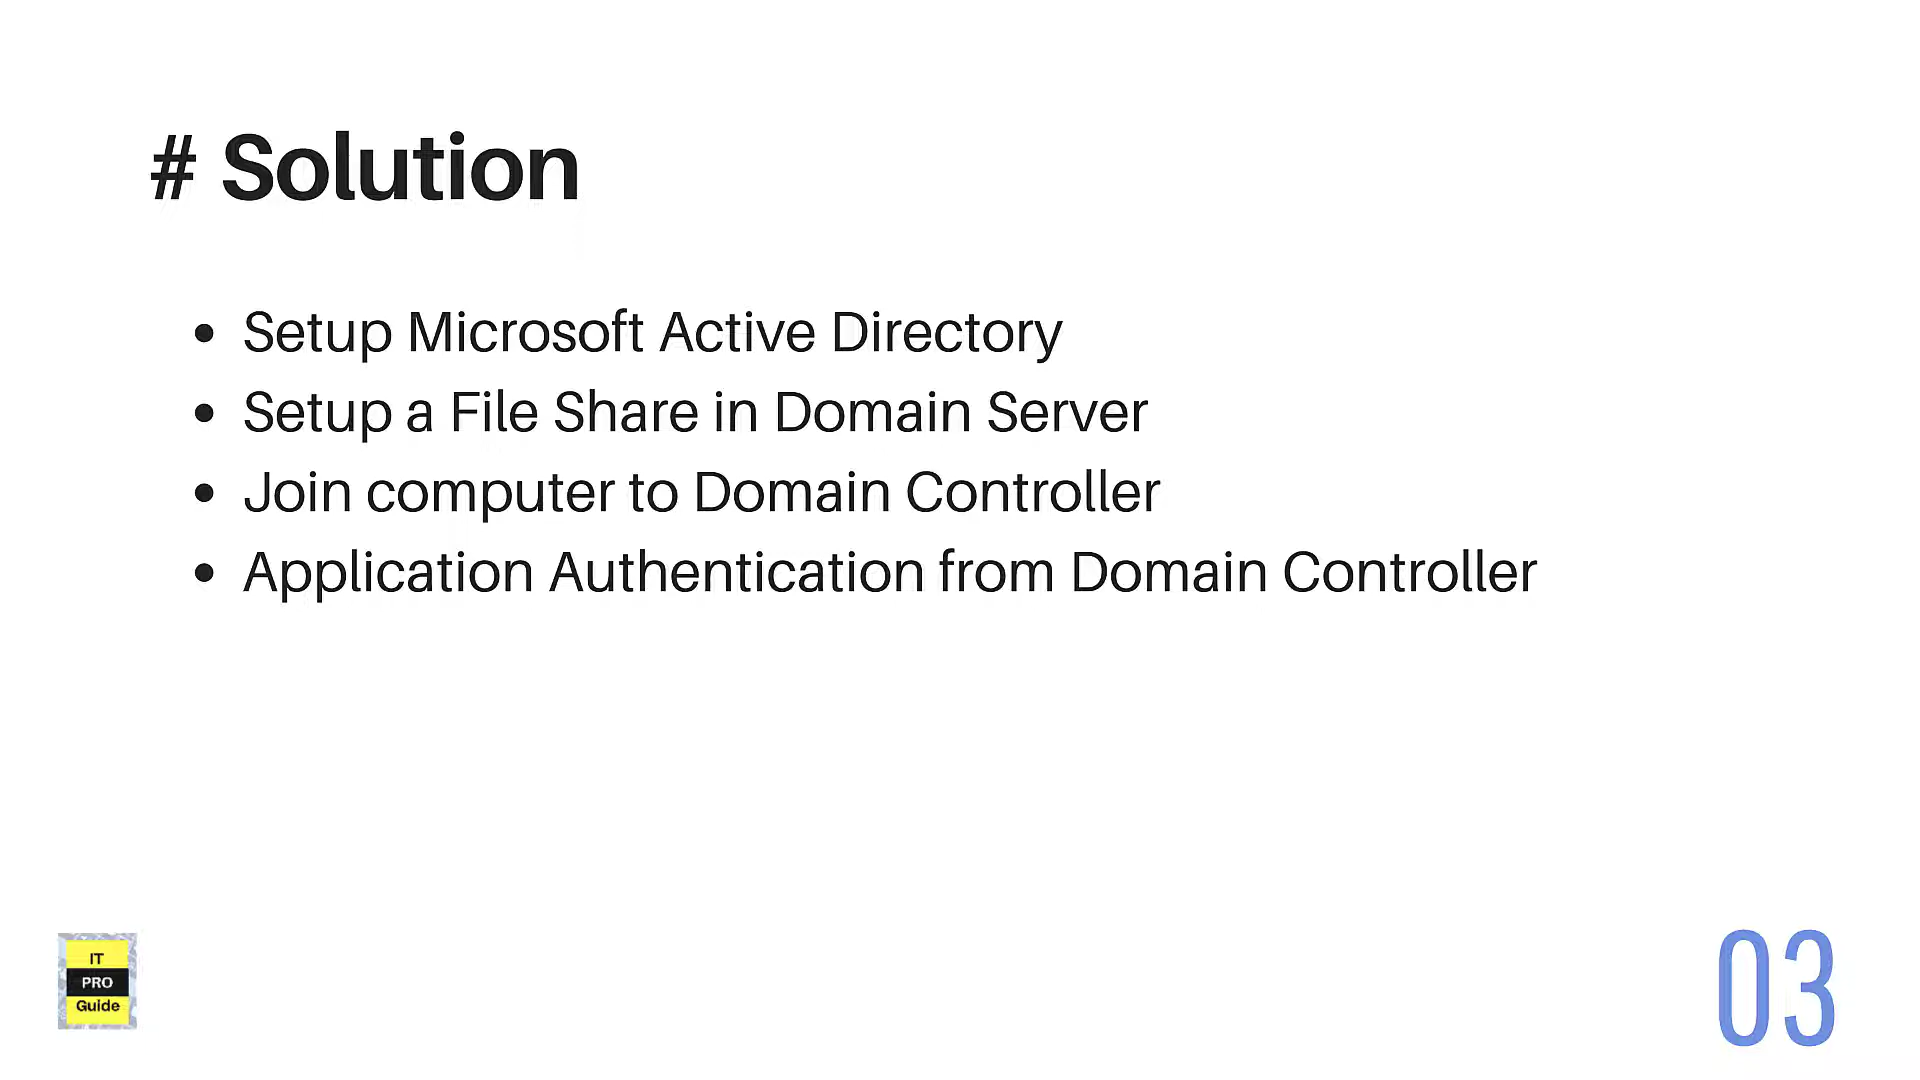 # Solution
• Setup Microsoft Active Directory
• Setup a File Share in Domain Server
• Join computer to Domain Controller
• Application Authentication from Domain Controller
IT
PRO
Guide
03